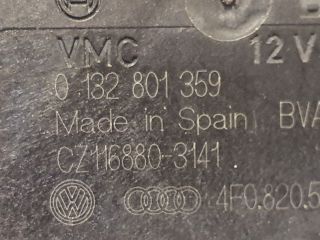 VMC 12 V
0 132 801 359
Made in Spain BVA
CZ116880-3141
4F0.820.5